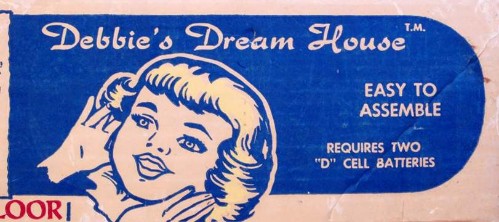 Debbie's Dream House T.M.
EASY TO
ASSEMBLE
REQUIRES TWO
"D" CELL BATTERIES
LOOR